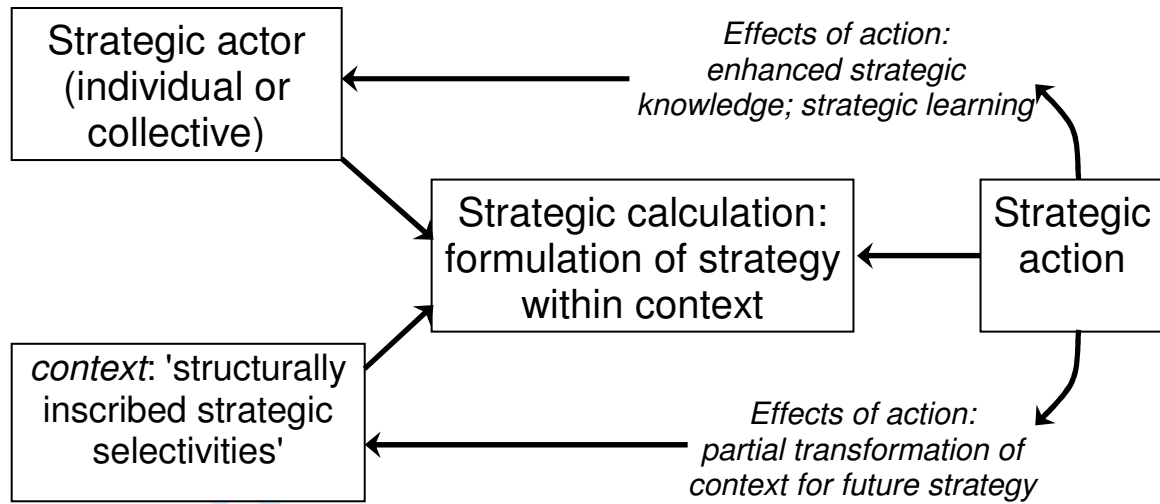 Strategic actor
(individual or
collective)
Effects of action:
enhanced strategic
knowledge; strategic learning
Strategic calculation:
formulation of strategy
within context
Strategic
action
context: 'structurally
inscribed strategic
selectivities'
Effects of action:
partial transformation of
context for future strategy